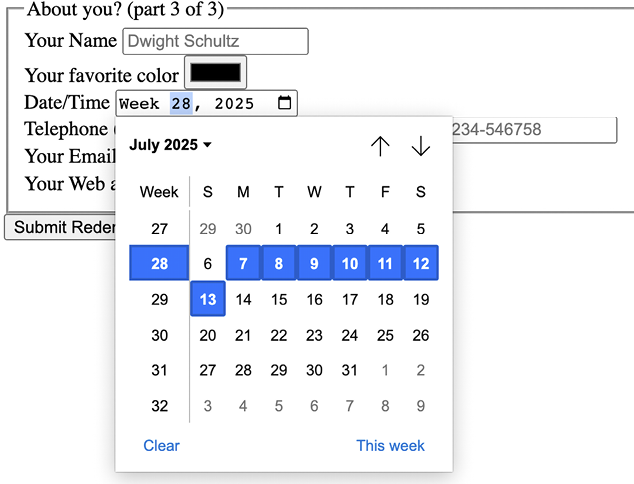 About you? (part 3 of 3)
Your Name Dwight Schultz
Your favorite color
Date/Time Week 28, 2025
Telephone 234-546758
Your Email
Your Web a
Submit Reder
July 2025
Week S M T W T F S
27 29 30 1 2 3 4 5
28 6 7 8 9 10 11 12
29 13 14 15 16 17 18 19
30 20 21 22 23 24 25 26
31 27 28 29 30 31 1 2
32 3 4 5 6 7 8 9
Clear This week